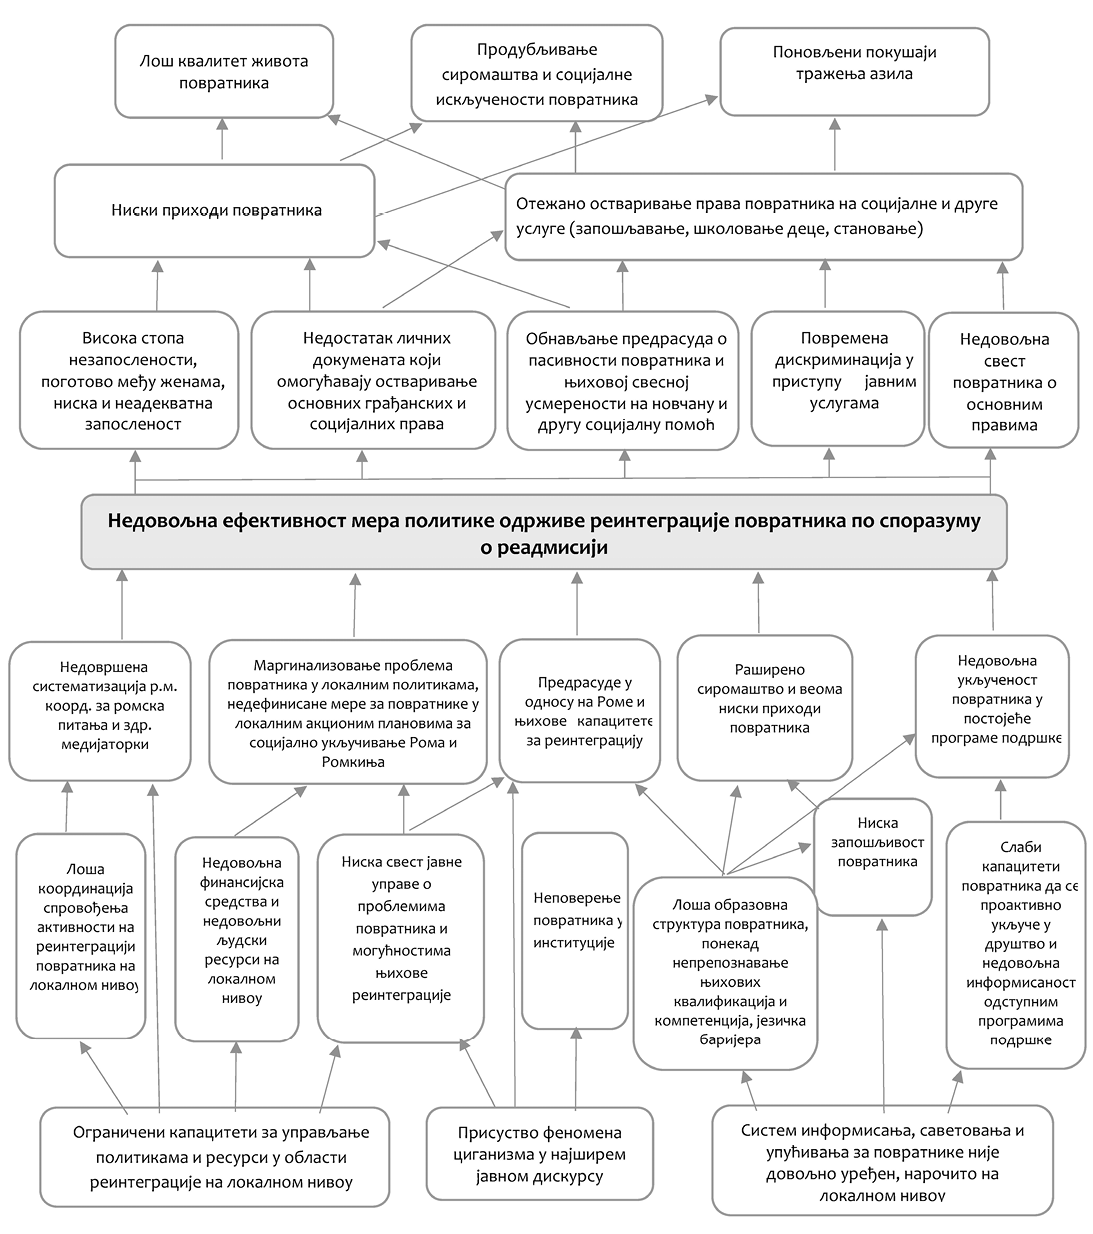 Лош квалитет живота
повратника
Продубљивање
сиромаштва и социјалне
искључености повратника
Поновљени покушаји
тражења азила
Ниски приходи повратника
Отежано остваривање права повратника на социјалне и друге
услуге (запошљавање, школовање деце, становање)
Висока стопа
незапослености,
поготово међу женама,
ниска и неадекватна
запосленост
Недостатак личних
докумената који
омогућавају остваривање
основних грађанских и
социјалних права
Обнављање предрасуда о
пасивности повратника и
њиховој свесној
усмерености на новчану и
другу социјалну помоћ
Повремена
дискриминација у
приступу јавним
услугама
Недовољна
свест
повратника о
основним
правима
Недовољна ефективност мера политике одрживе реинтеграције повратника по споразуму
о реадмисији
Недовршена
систематизација р.м.
коорд. за ромска
питања и здр.
медијаторки
Маргинализовање проблема
повратника у локалним политикама,
недефинисане мере за повратнике у
локалним акционим плановима за
социјално укључивање Рома и
Ромкиња
Предрасуде у
односу на Роме и
њихове капацитете
за реинтеграцију
Раширено
сиромаштво и веома
ниски приходи
повратника
Недовољна
укљученост
повратника у
постојеће
програме подршке
Лоша
координација
спровођења
активности на
реинтеграцији
повратника на
локалном нивоу
Недовољна
финансијска
средства и
недовољни
људски
ресурси на
локалном
нивоу
Ниска свест јавне
управе о
проблемима
повратника и
могућностима
њихове
реинтеграције
Неповерење
повратника у
институције
Лоша образовна
структура повратника,
понекад
непрепознавање
њихових
квалификација и
компетенција, језичка
баријера
Ниска
запошљивост
повратника
Слаби
капацитети
повратника да се
проактивно
укључе у
друштво и
недовољна
информисаност
одступним
програмима
подршке
Ограничени капацитети за управљање
политикама и ресурси у области
реинтеграције на локалном нивоу
Присуство феномена
циганизма у најширем
јавном дискурсу
Систем информисања, саветовања и
упућивања за повратнике није
довољно уређен, нарочито на
локалном нивоу